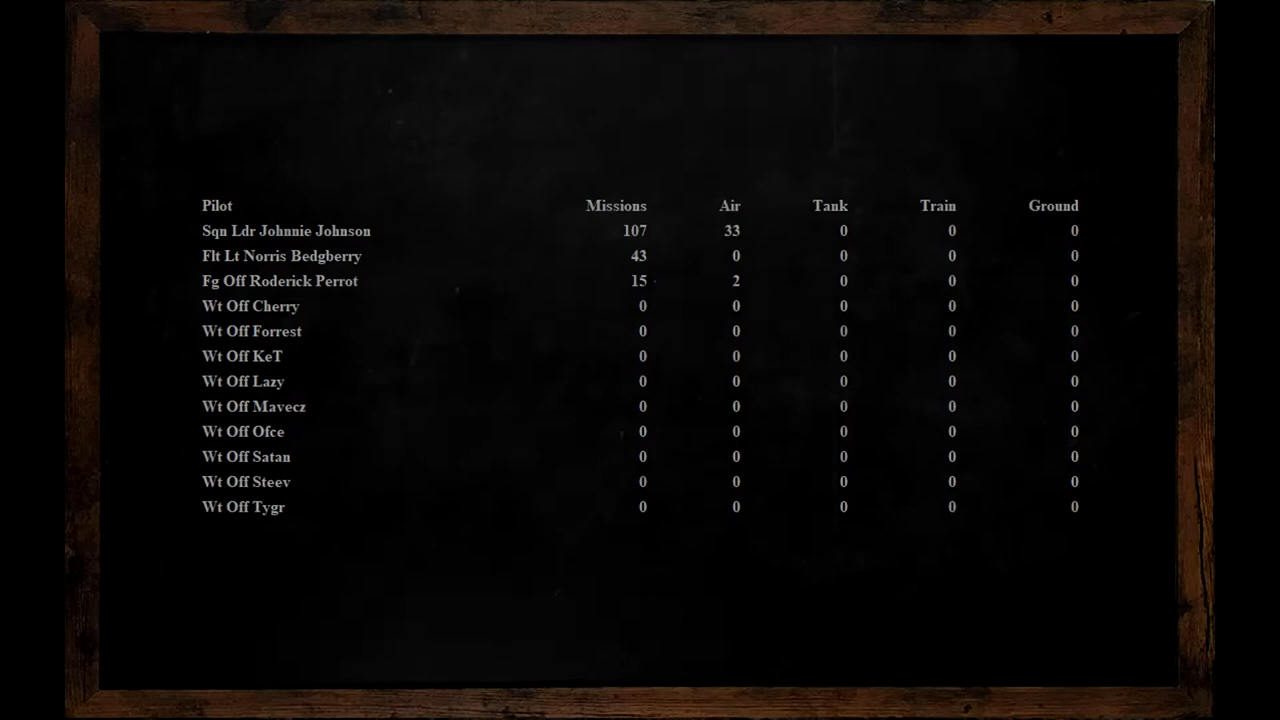 Pilot Missions Air Tank Train Ground
Sqn Ldr Johnnie Johnson 107 33 0 0 0
Flt Lt Norris Bedgberry 43 0 0 0 0
Fg Off Roderick Perrot 15 2 0 0 0
Wt Off Cherry 0 0 0 0 0
Wt Off Forrest 0 0 0 0 0
Wt Off KeT 0 0 0 0 0
Wt Off Lazy 0 0 0 0 0
Wt Off Mavecz 0 0 0 0 0
Wt Off Ofce 0 0 0 0 0
Wt Off Satan 0 0 0 0 0
Wt Off Steev 0 0 0 0 0
Wt Off Tygr 0 0 0 0 0